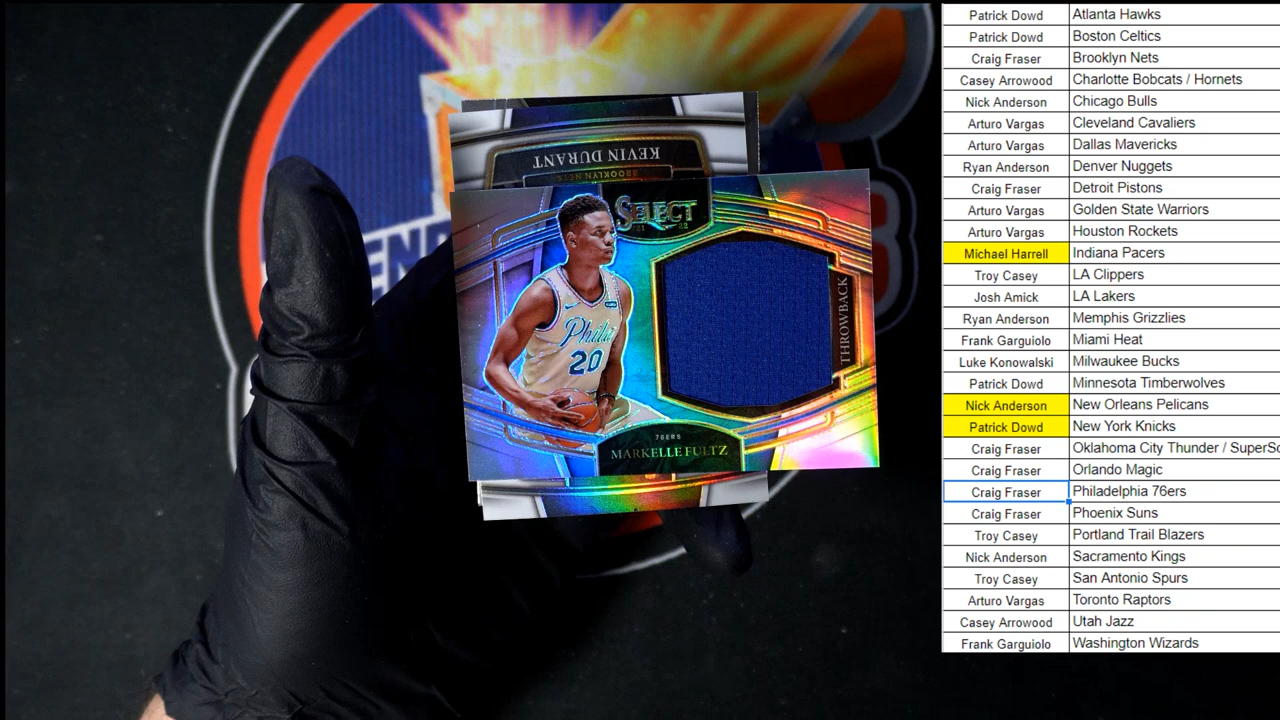 KEVIN DURANT
BROOKLYN NETS
SELECT
21 22
THROWBACK
Phila
20
76ERS
MARKELLE FULTZ
EN
Patrick Dowd Atlanta Hawks
Patrick Dowd Boston Celtics
Craig Fraser Brooklyn Nets
Casey Arrowood Charlotte Bobcats / Hornets
Nick Anderson Chicago Bulls
Arturo Vargas Cleveland Cavaliers
Arturo Vargas Dallas Mavericks
Ryan Anderson Denver Nuggets
Craig Fraser Detroit Pistons
Arturo Vargas Golden State Warriors
Arturo Vargas Houston Rockets
Michael Harrell Indiana Pacers
Troy Casey LA Clippers
Josh Amick LA Lakers
Ryan Anderson Memphis Grizzlies
Frank Garguiolo Miami Heat
Luke Konowalski Milwaukee Bucks
Patrick Dowd Minnesota Timberwolves
Nick Anderson New Orleans Pelicans
Patrick Dowd New York Knicks
Craig Fraser Oklahoma City Thunder / SuperSo
Craig Fraser Orlando Magic
Craig Fraser Philadelphia 76ers
Craig Fraser Phoenix Suns
Troy Casey Portland Trail Blazers
Nick Anderson Sacramento Kings
Troy Casey San Antonio Spurs
Arturo Vargas Toronto Raptors
Casey Arrowood Utah Jazz
Frank Garguiolo Washington Wizards